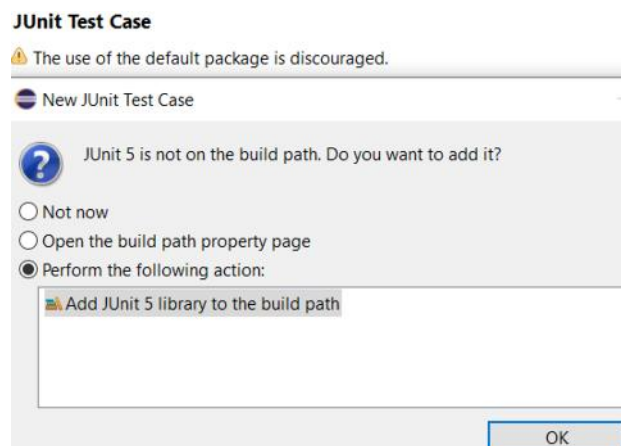 JUnit Test Case
The use of the default package is discouraged.
New JUnit Test Case
JUnit 5 is not on the build path. Do you want to add it?
Not now
Open the build path property page
Perform the following action:
Add JUnit 5 library to the build path
OK